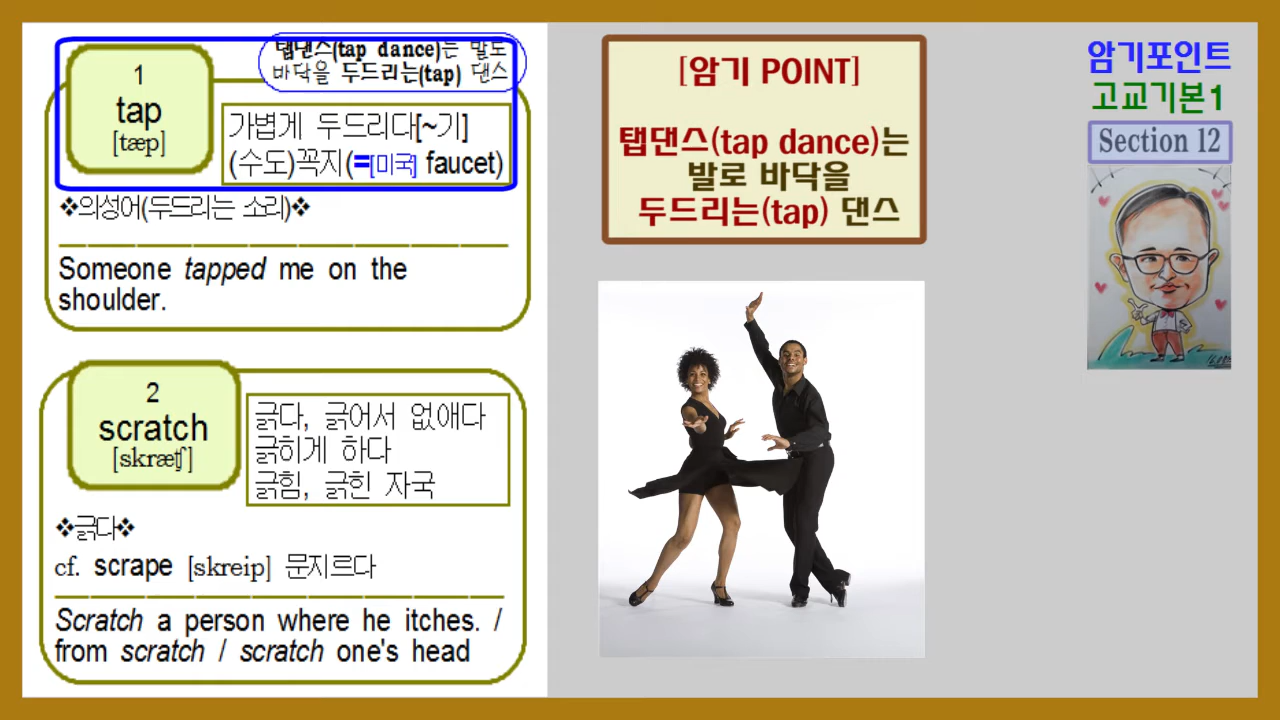 1
tap
[tæp]
탭댄스(tap dance)는 발로
바닥을 두드리는(tap) 댄스
가볍게 두드리다[~기]
(수도)꼭지(=[미국] faucet)
❖의성어(두드리는 소리)❖
Someone tapped me on the
shoulder.
2
scratch
[skræʧ]
긁다, 긁어서 없애다
긁히게 하다
긁힘, 긁힌 자국
❖긁다❖
cf. scrape [skreip] 문지르다
Scratch a person where he itches. /
from scratch / scratch one's head
[암기 POINT]
탭댄스(tap dance)는
발로 바닥을
두드리는(tap) 댄스
암기포인트
고교기본1
Section 12